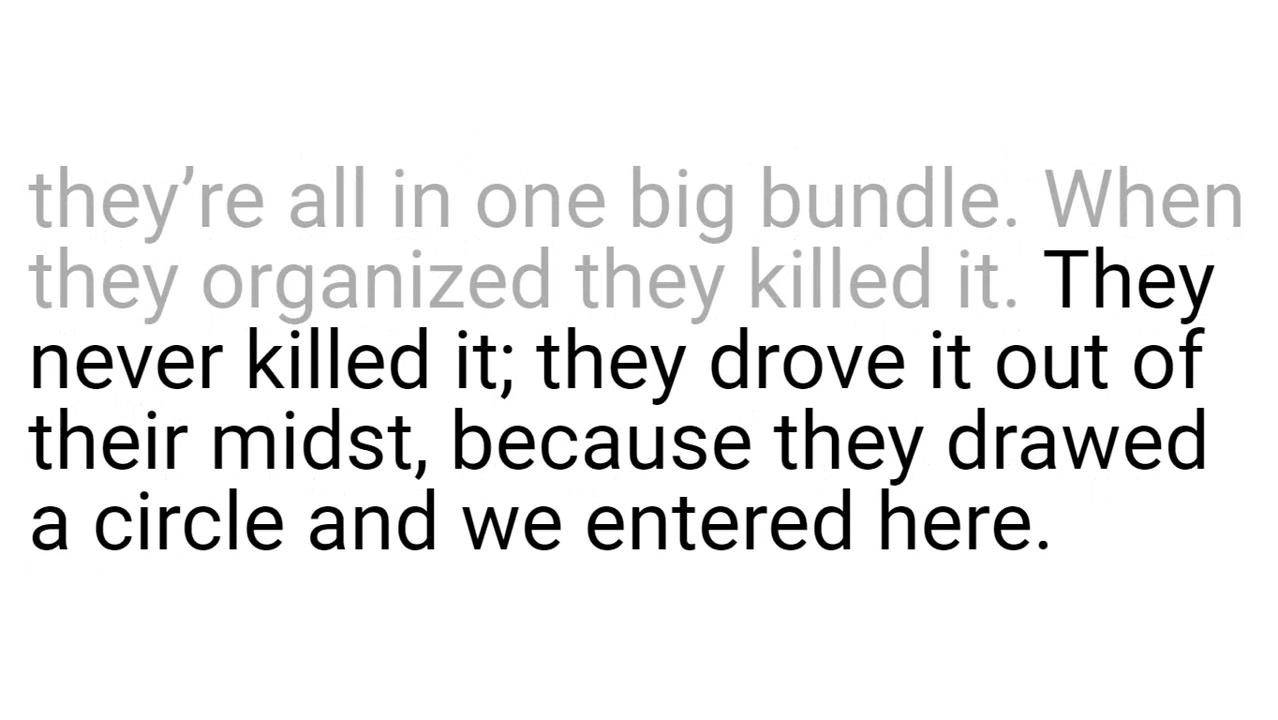 they’re all in one big bundle. When
they organized they killed it. They
never killed it; they drove it out of
their midst, because they drawed
a circle and we entered here.